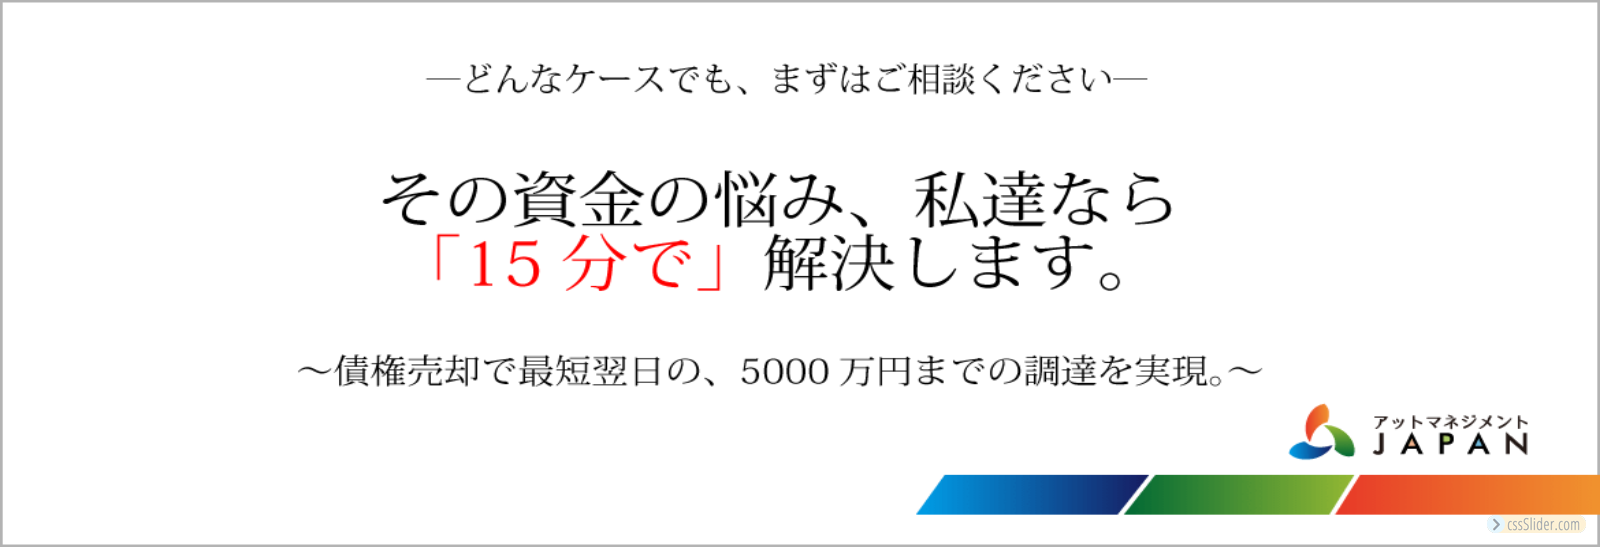 ―どんなケースでも、まずはご相談ください―
その資金の悩み、私達なら
「15分で」解決します。
～債権売却で最短翌日の、5000万円までの調達を実現。～
アットマネジメント
JAPAN
cssSlider.com